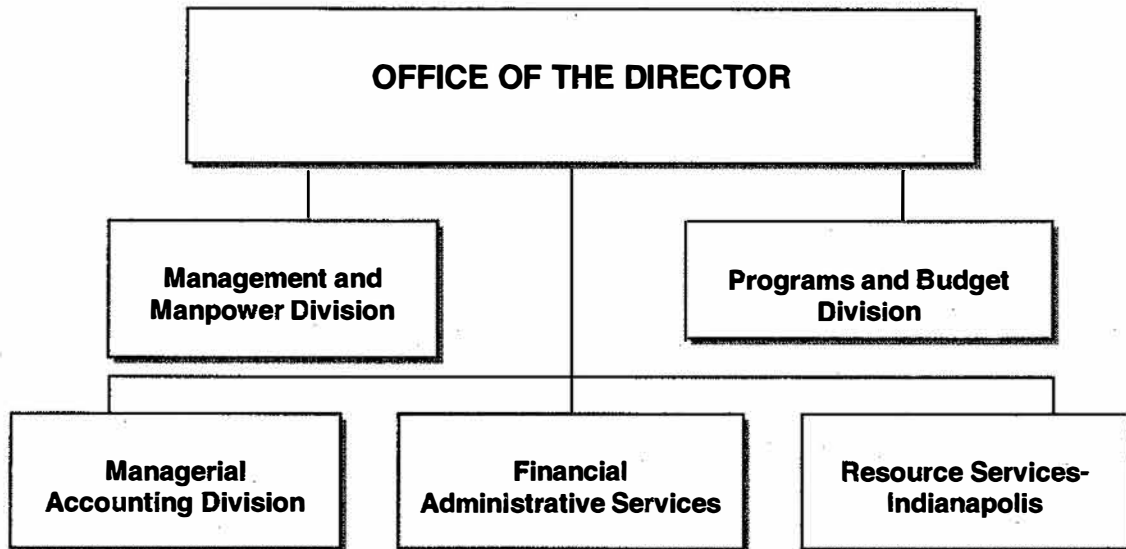 OFFICE OF THE DIRECTOR
Management and
Manpower Division
Programs and Budget
Division
Managerial
Accounting Division
Financial
Administrative Services
Resource Services-
Indianapolis